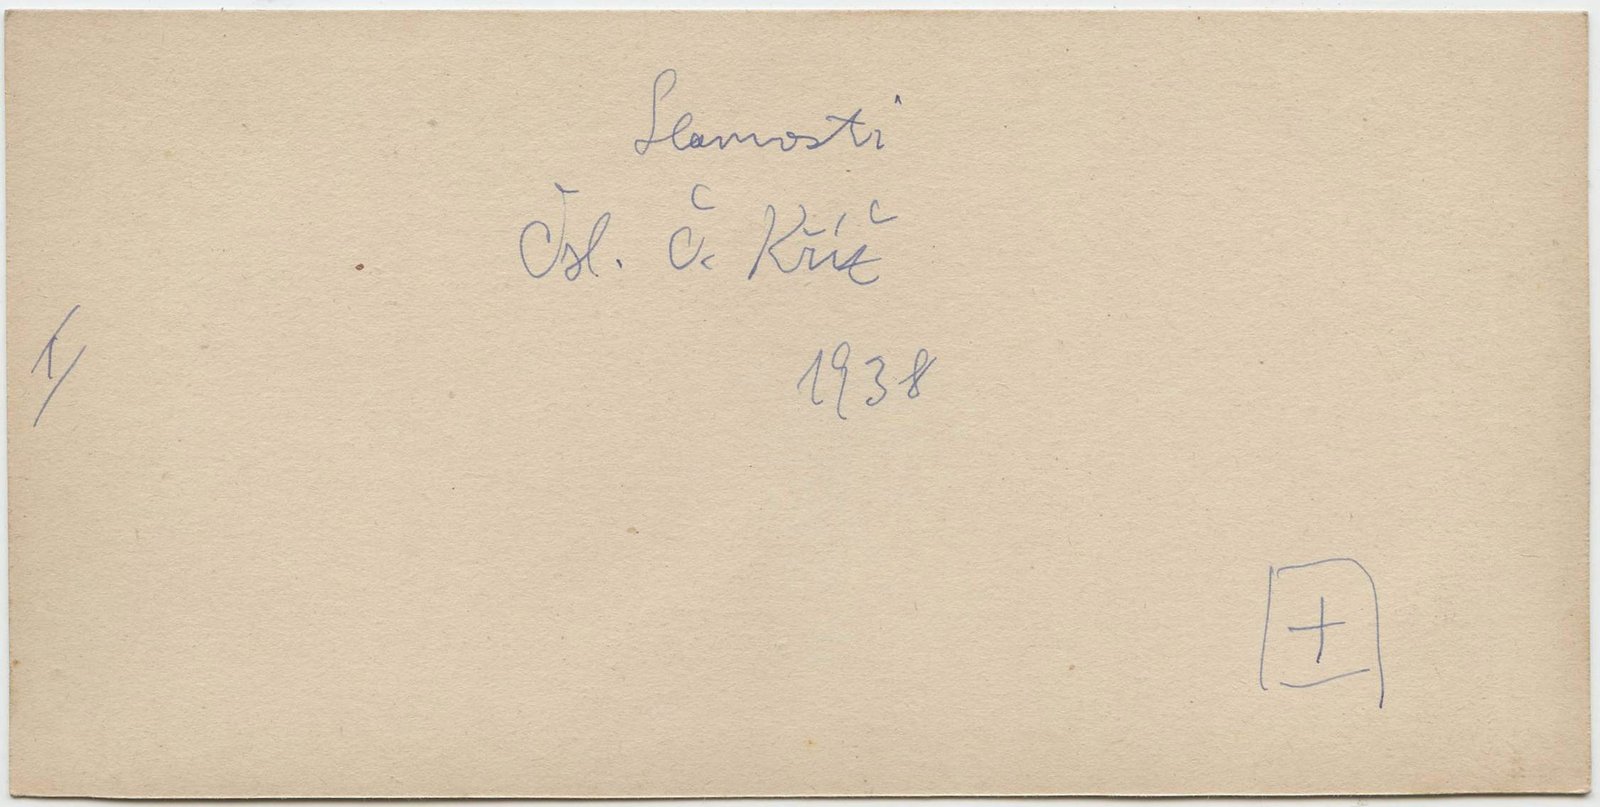 Slavnosti
Čsl. Č. Kříž
1/
1938
+